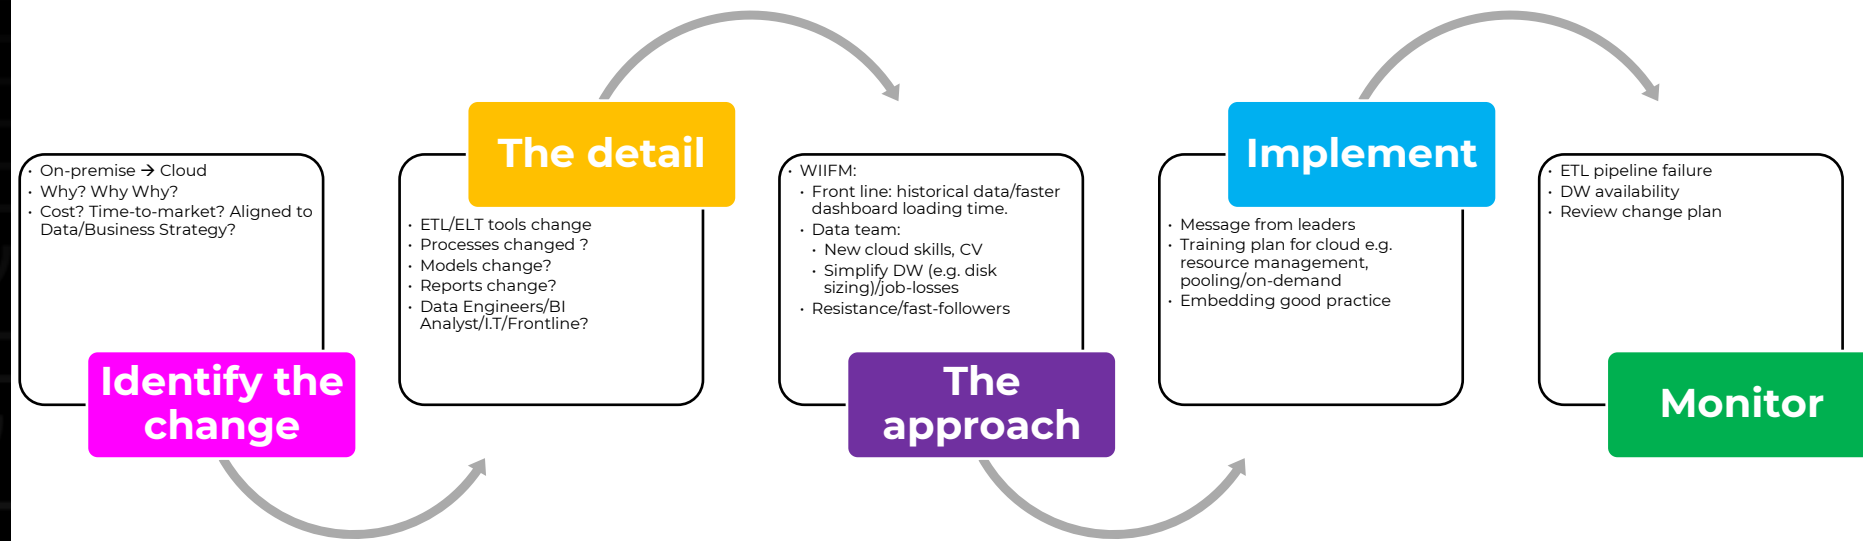 · On-premise → Cloud
· Why? Why Why?
· Cost? Time-to-market? Aligned to
Data/Business Strategy?
Identify the
change
The detail
· ETL/ELT tools change
· Processes changed ?
· Models change?
· Reports change?
· Data Engineers/BI
Analyst/I.T/Frontline?
· WIIFM:
· Front line: historical data/faster
dashboard loading time.
· Data team:
· New cloud skills, CV
· Simplify DW (e.g. disk
sizing)/job-losses
· Resistance/fast-followers
The
approach
Implement
· Message from leaders
· Training plan for cloud e.g.
resource management,
pooling/on-demand
· Embedding good practice
· ETL pipeline failure
· DW availability
· Review change plan
Monitor